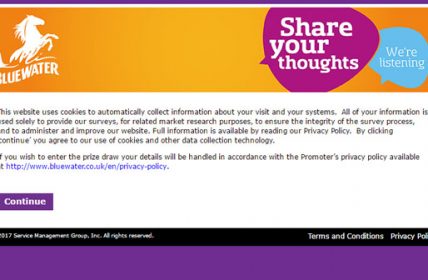 BLUEWATER
Share
your
thoughts
We're
listening
This website uses cookies to automatically collect information about your visit and your systems. All of your information is
used solely to provide our surveys, for related market research purposes, to ensure the integrity of the survey process,
and to administer and improve our website. Full information is available by reading our Privacy Policy. By clicking
'continue' you agree to our use of cookies and other data collection technology.
If you wish to enter the prize draw your details will be handled in accordance with the Promoter's privacy policy available
at http://www.bluewater.co.uk/en/privacy-policy.
Continue
2017 Service Management Group, Inc. All rights reserved.
Terms and Conditions Privacy Poli